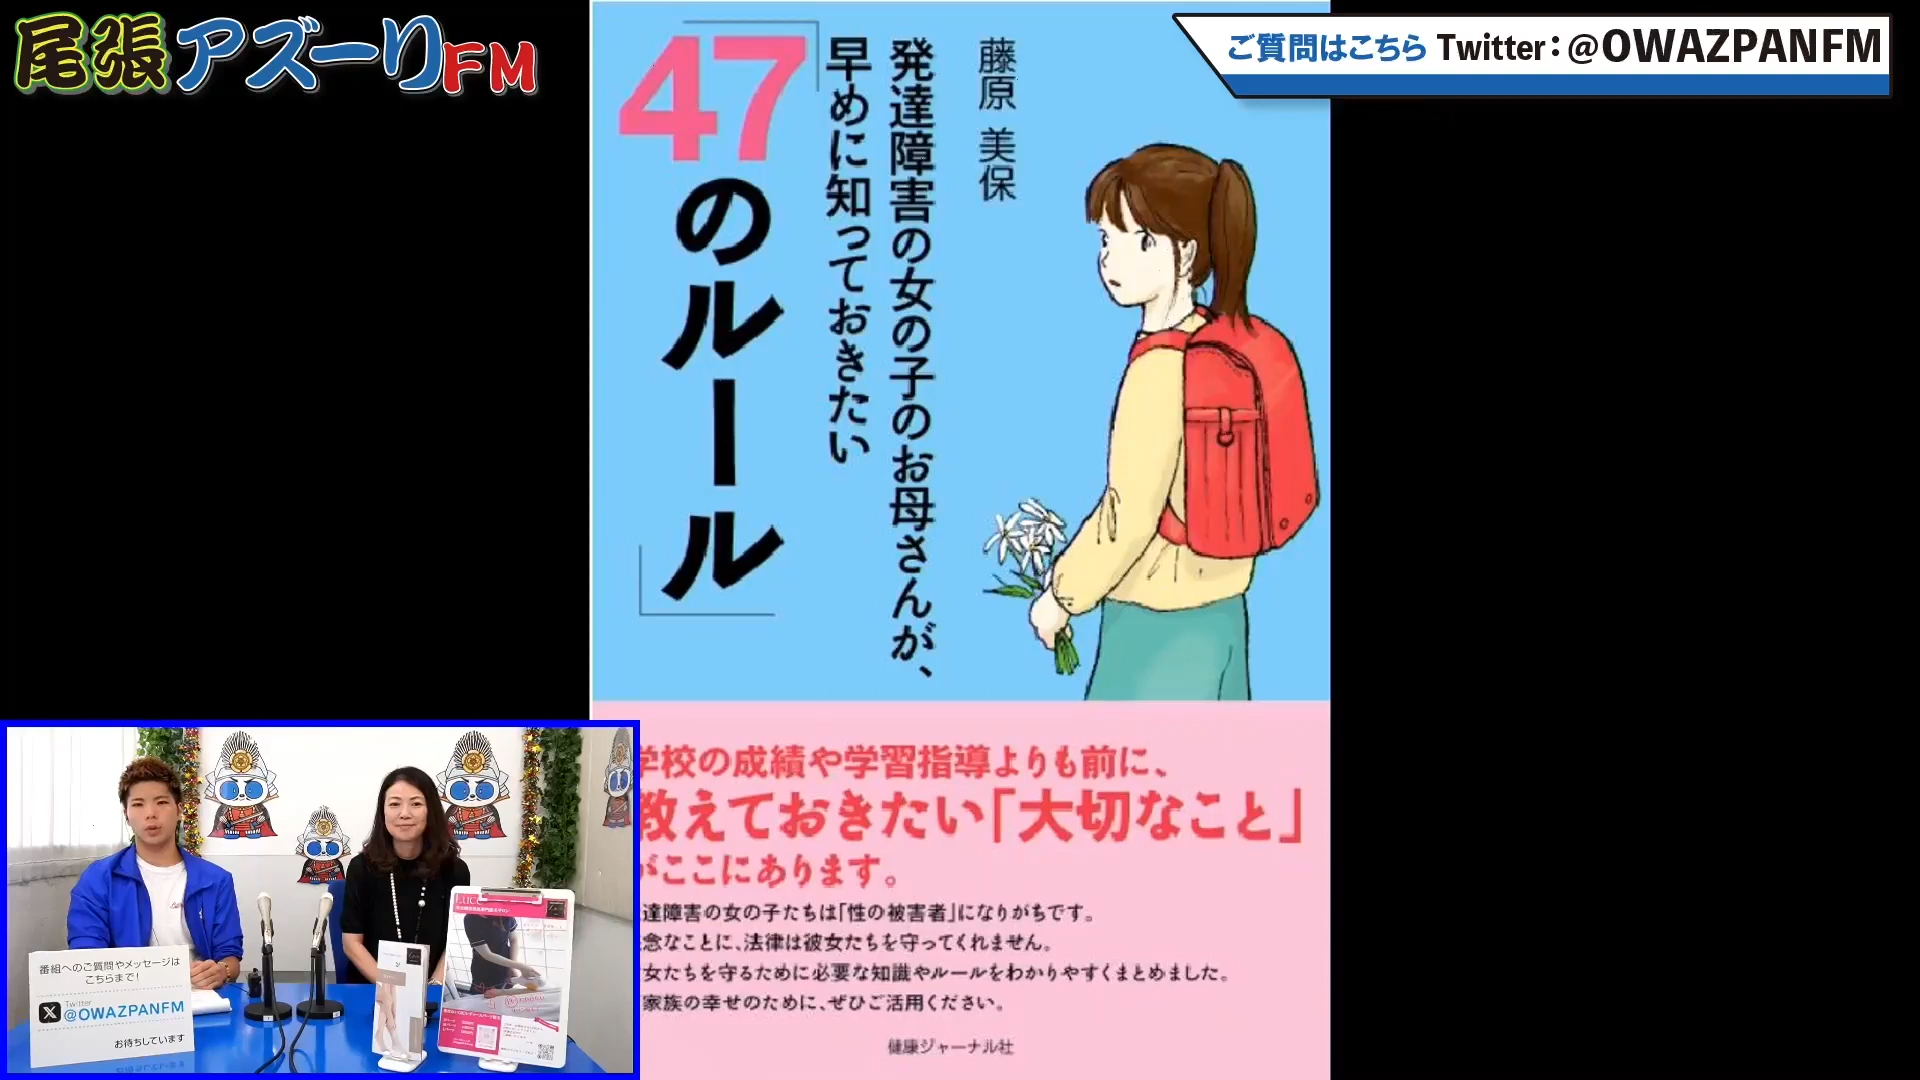 尾張アズーリFM
ご質問はこちら Twitter：@OWAZPANFM
藤原 美保
発達障害の女の子のお母さんが、
早めに知っておきたい
「47のルール」
学校の成績や学習指導よりも前に、
教えておきたい「大切なこと」
がここにあります。
達障害の女の子たちは「性の被害者」になりがちです。
念なことに、法律は彼女たちを守ってくれません。
女たちを守るために必要な知識やルールをわかりやすくまとめました。
家族の幸せのために、ぜひご活用ください。
健康ジャーナル社
番組へのご質問やメッセージは
こちらまで！
Twitter
@OWAZPANFM
お待ちしています